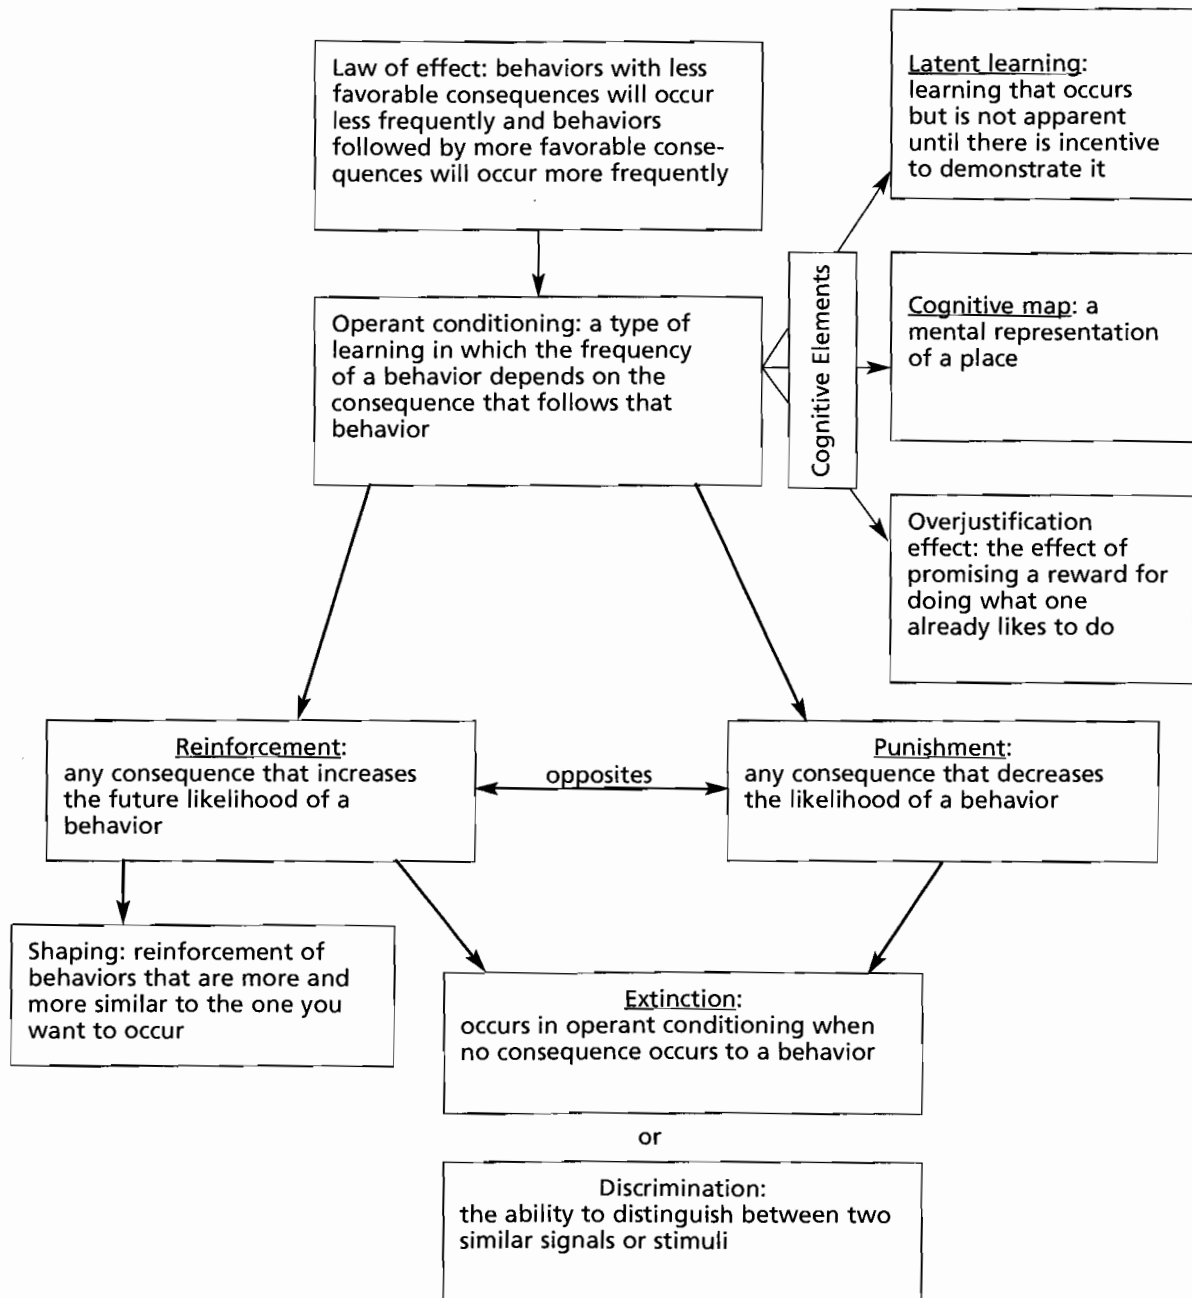 Law of effect: behaviors with less
favorable consequences will occur
less frequently and behaviors
followed by more favorable conse-
quences will occur more frequently
Latent learning:
learning that occurs
but is not apparent
until there is incentive
to demonstrate it
Operant conditioning: a type of
learning in which the frequency
of a behavior depends on the
consequence that follows that
behavior
Cognitive Elements
Cognitive map: a
mental representation
of a place
Overjustification
effect: the effect of
promising a reward for
doing what one
already likes to do
Reinforcement:
any consequence that increases
the future likelihood of a
behavior
opposites
Punishment:
any consequence that decreases
the likelihood of a behavior
Shaping: reinforcement of
behaviors that are more and
more similar to the one you
want to occur
Extinction:
occurs in operant conditioning when
no consequence occurs to a behavior
or
Discrimination:
the ability to distinguish between two
similar signals or stimuli